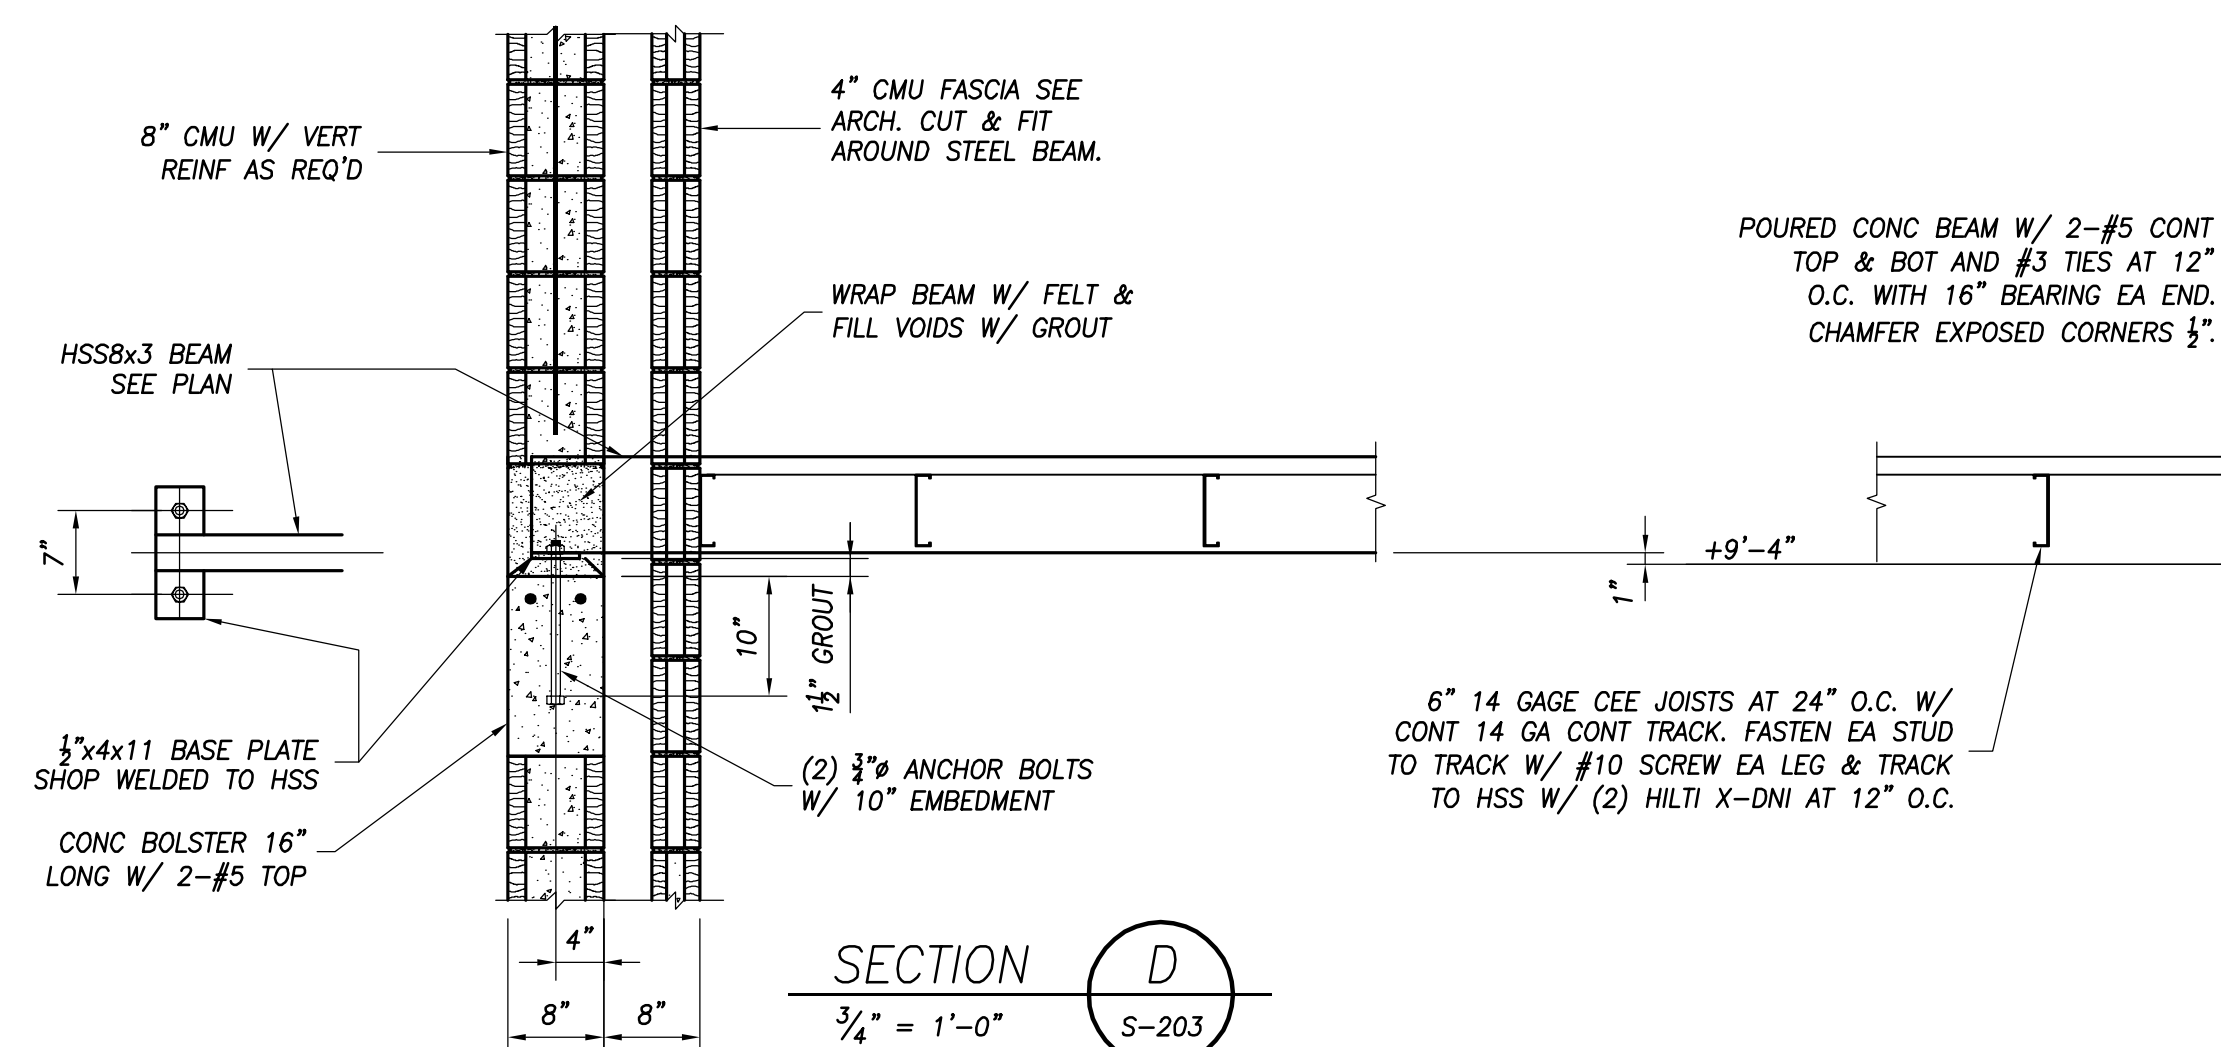 4” CMU FASCIA SEE
ARCH. CUT & FIT
AROUND STEEL BEAM.
8” CMU W/ VERT
REINF AS REQ'D
POURED CONC BEAM W/ 2-#5 CONT
TOP & BOT AND #3 TIES AT 12”
O.C. WITH 16” BEARING EA END.
CHAMFER EXPOSED CORNERS ½”.
WRAP BEAM W/ FELT &
FILL VOIDS W/ GROUT
HSS8x3 BEAM
SEE PLAN
7”
+9'-4”
1”
10”
1½” GROUT
6” 14 GAGE CEE JOISTS AT 24” O.C. W/
CONT 14 GA CONT TRACK. FASTEN EA STUD
TO TRACK W/ #10 SCREW EA LEG & TRACK
TO HSS W/ (2) HILTI X-DNI AT 12” O.C.
½”x4x11 BASE PLATE
SHOP WELDED TO HSS
(2) ¾”ø ANCHOR BOLTS
W/ 10” EMBEDMENT
CONC BOLSTER 16”
LONG W/ 2-#5 TOP
4”
8”
8”
SECTION
D
3/4” = 1'-0”
S-203